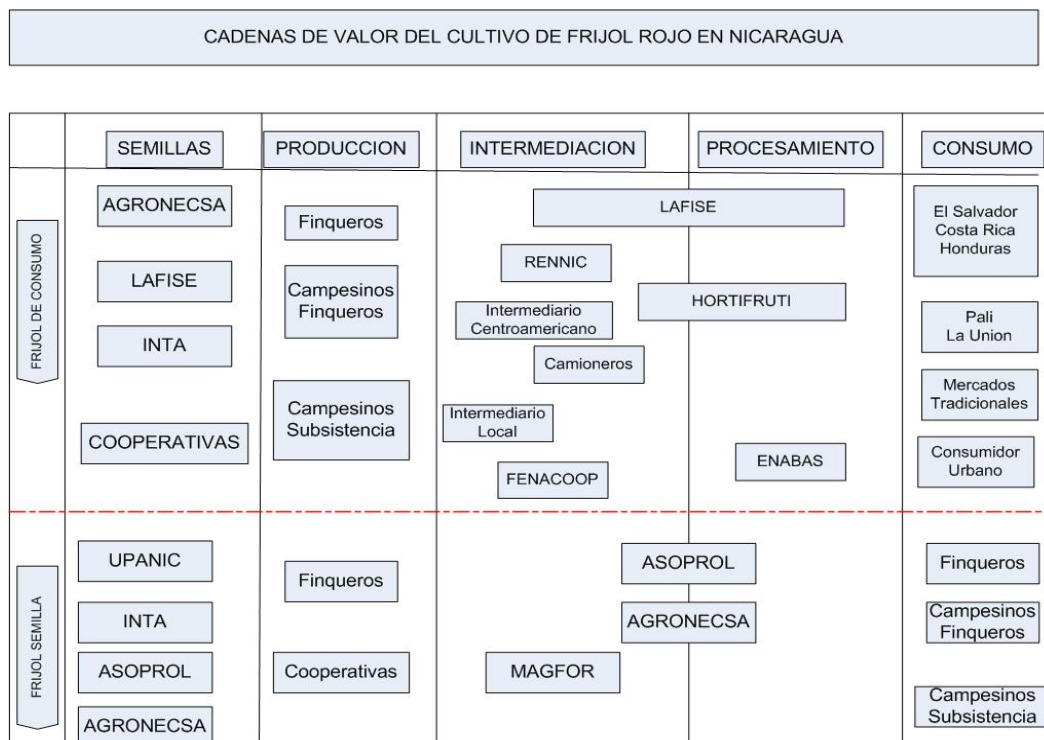 CADENAS DE VALOR DEL CULTIVO DE FRIJOL ROJO EN NICARAGUA
SEMILLAS
PRODUCCION
INTERMEDIACION
PROCESAMIENTO
CONSUMO
FRIJOL DE CONSUMO
AGRONECSA
LAFISE
INTA
COOPERATIVAS
Finqueros
Campesinos
Finqueros
Campesinos
Subsistencia
LAFISE
RENNIC
HORTIFRUTI
Intermediario
Centroamericano
Camioneros
Intermediario
Local
FENACOOP
ENABAS
El Salvador
Costa Rica
Honduras
Pali
La Union
Mercados
Tradicionales
Consumidor
Urbano
FRIJOL SEMILLA
UPANIC
INTA
ASOPROL
AGRONECSA
Finqueros
Cooperativas
ASOPROL
AGRONECSA
MAGFOR
Finqueros
Campesinos
Finqueros
Campesinos
Subsistencia